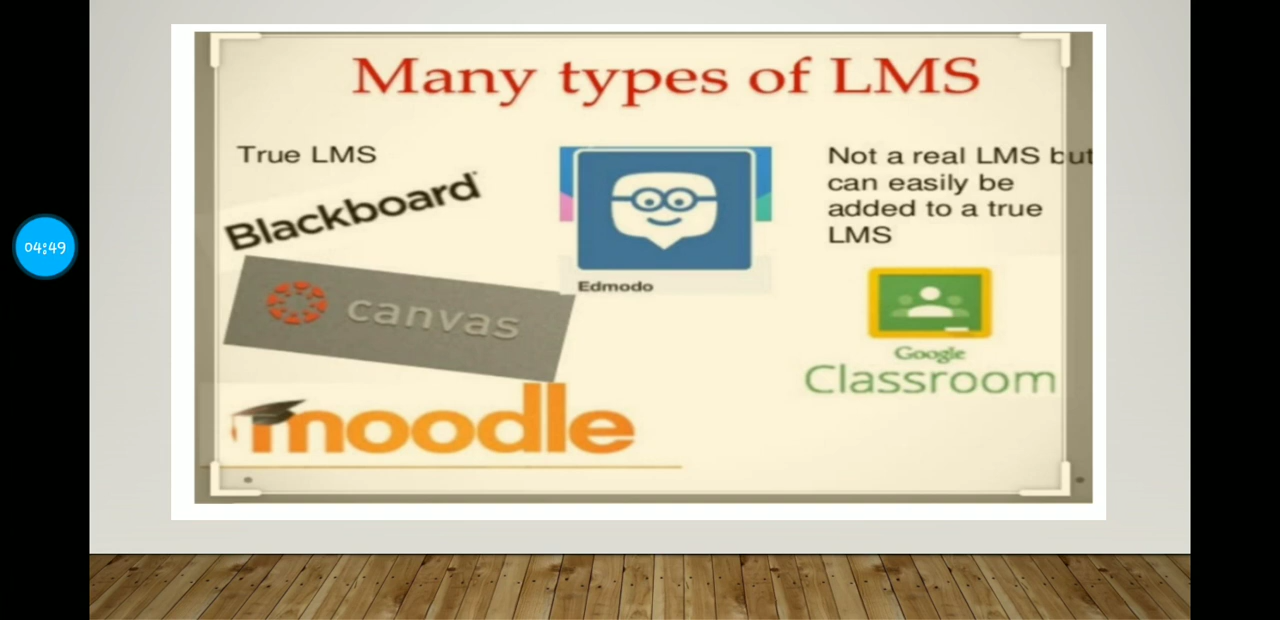 Many types of LMS
True LMS
Blackboard
canvas
moodle
Edmodo
Not a real LMS but
can easily be
added to a true
LMS
Google
Classroom
04:49